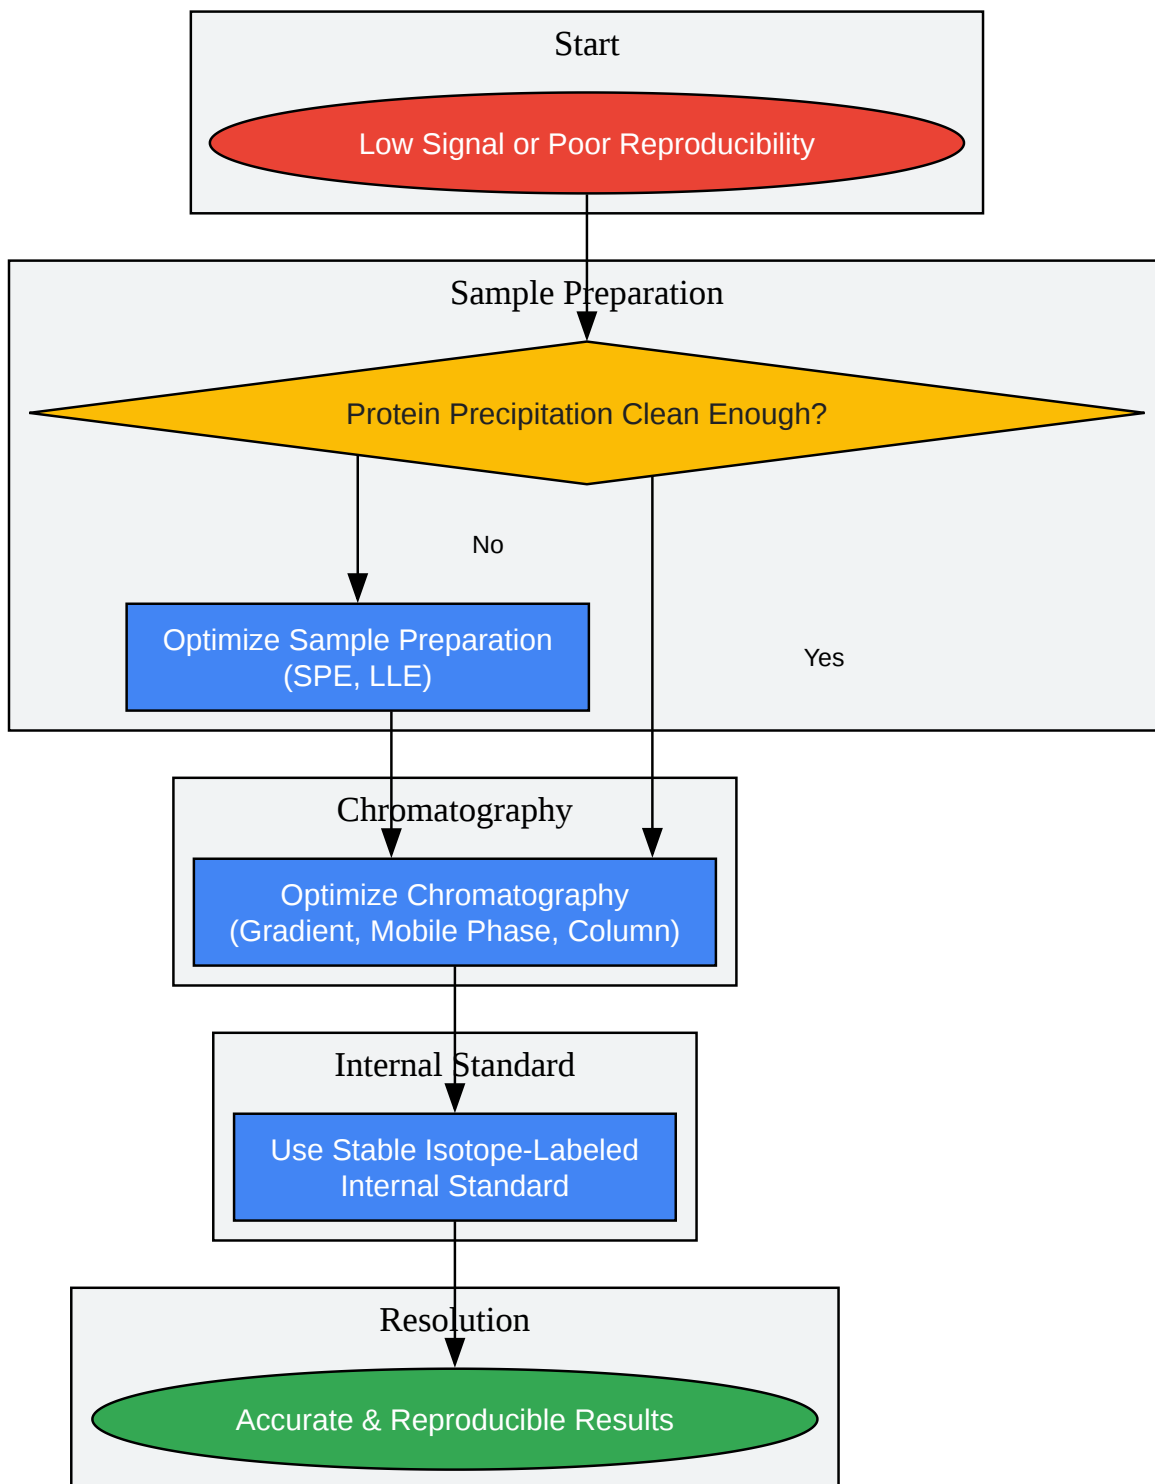 Start
Low Signal or Poor Reproducibility
Sample Preparation
Protein Precipitation Clean Enough?
No
Optimize Sample Preparation
(SPE, LLE)
Yes
Chromatography
Optimize Chromatography
(Gradient, Mobile Phase, Column)
Internal Standard
Use Stable Isotope-Labeled
Internal Standard
Resolution
Accurate & Reproducible Results